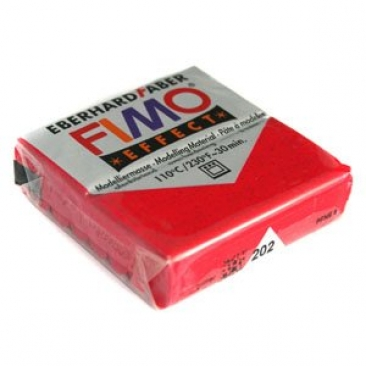 EBERHARD FABER
FIMO
EFFECT
Modelliermasse • Modelling Material • Pâte à modeler
110°C / 230°F - 30 min.
202